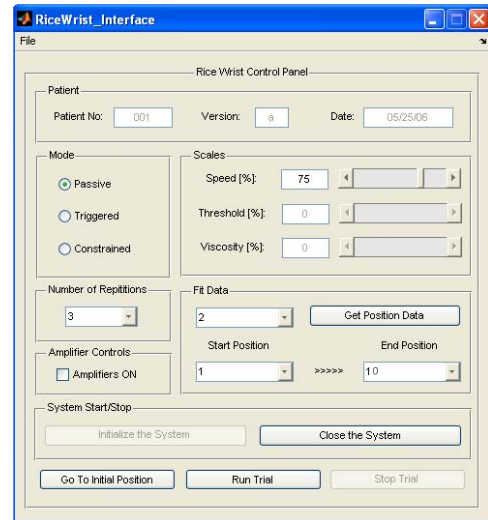 RiceWrist_Interface
File
Rice Wrist Control Panel
Patient
Patient No: 001 Version: a Date: 05/25/06
Mode
Passive
Triggered
Constrained
Scales
Speed [%]: 75
Threshold [%]: 0
Viscosity [%]: 0
Number of Repititions
3
Fit Data
2 Get Position Data
Start Position End Position
1 >>>>> 10
Amplifier Controls
Amplifiers ON
System Start/Stop
Initialize the System Close the System
Go To Initial Position Run Trial Stop Trial